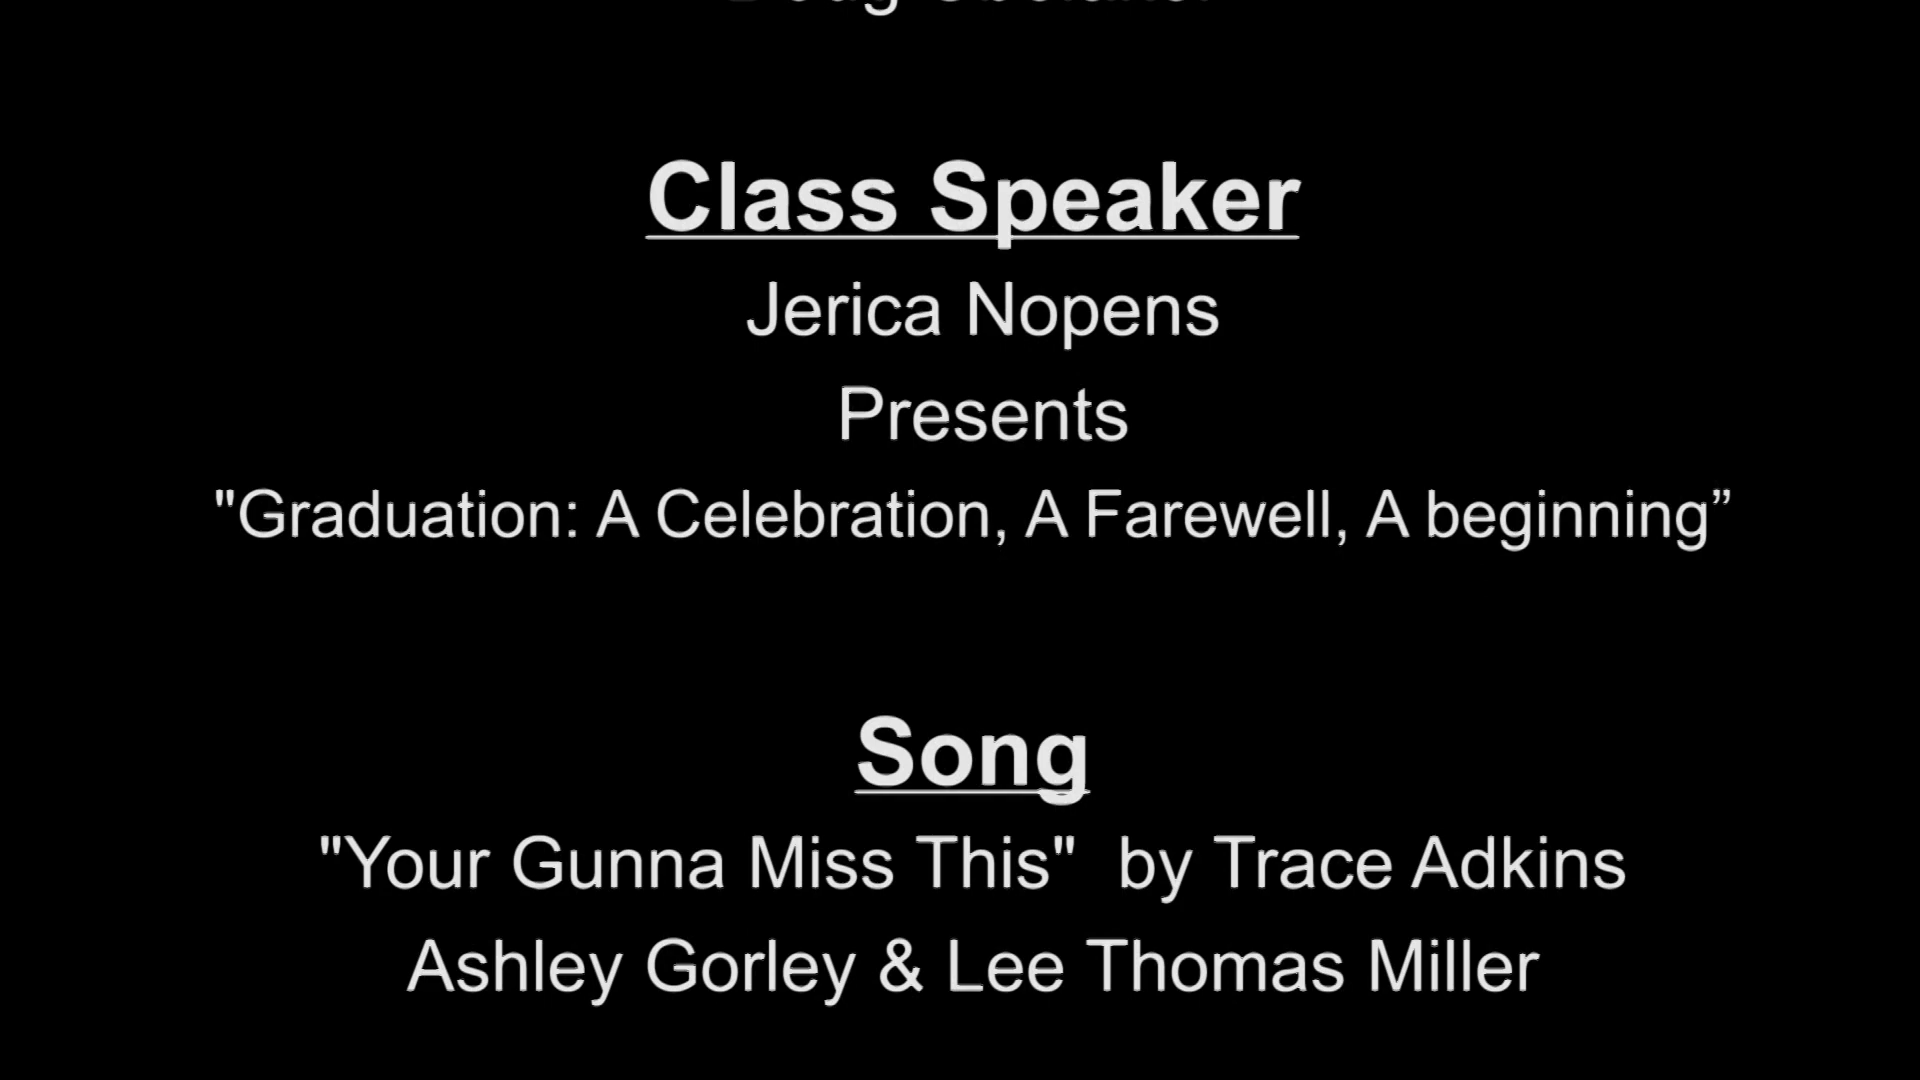 Class Speaker
Jerica Nopens
Presents
"Graduation: A Celebration, A Farewell, A beginning”
Song
"Your Gunna Miss This"  by Trace Adkins
Ashley Gorley & Lee Thomas Miller